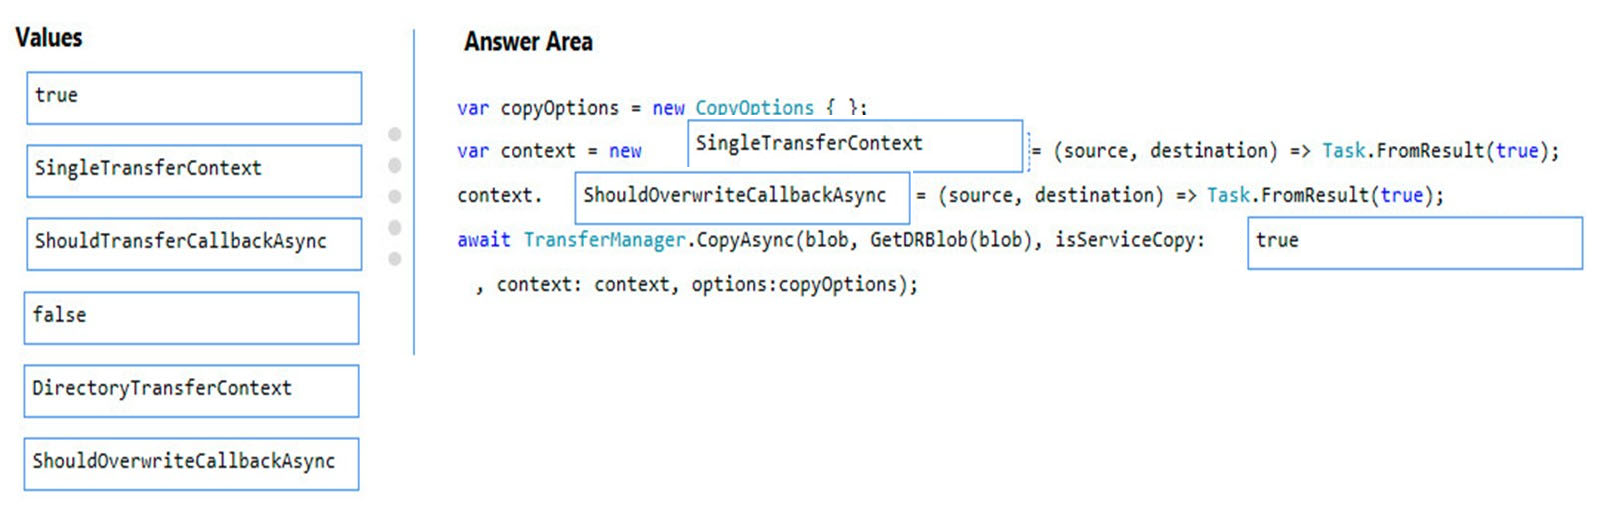 Values
true
SingleTransferContext
ShouldTransferCallbackAsync
false
DirectoryTransferContext
ShouldOverwriteCallbackAsync
Answer Area
var copyOptions = new CopyOptions { };
var context = new SingleTransferContext = (source, destination) => Task.FromResult(true);
context. ShouldOverwriteCallbackAsync = (source, destination) => Task.FromResult(true);
await TransferManager.CopyAsync(blob, GetDRBlob(blob), isServiceCopy: true
, context: context, options:copyOptions);